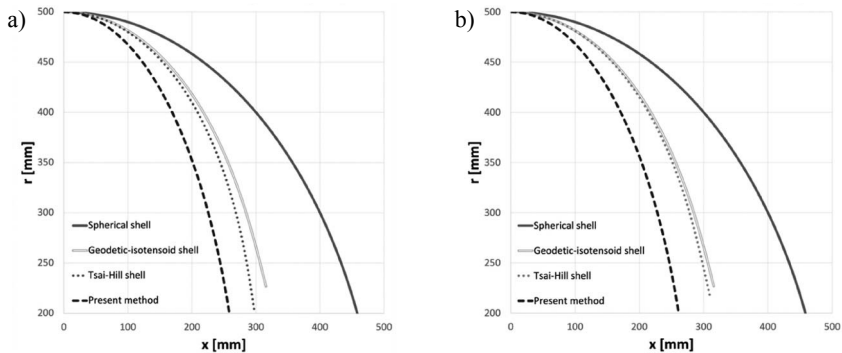 a)
500
450
400
350
300
250
200
r [mm]
Spherical shell
Geodetic-isotensoid shell
Tsai-Hill shell
Present method
0 100 200 300 400 500
x [mm]
b)
500
450
400
350
300
250
200
r [mm]
Spherical shell
Geodetic-isotensoid shell
Tsai-Hill shell
Present method
0 100 200 300 400 500
x [mm]